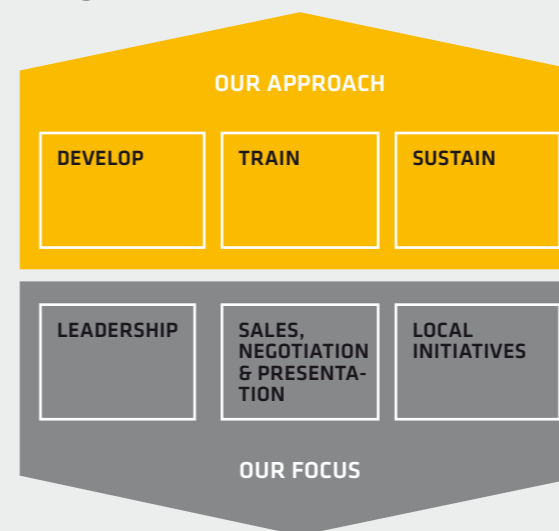 OUR APPROACH
DEVELOP
TRAIN
SUSTAIN
LEADERSHIP
SALES,
NEGOTIATION
& PRESENTA-
TION
LOCAL
INITIATIVES
OUR FOCUS